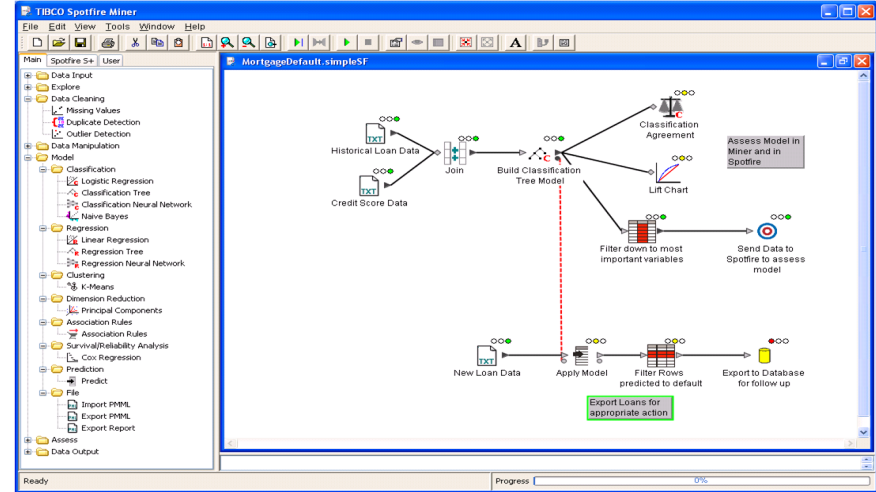 TIBCO Spotfire Miner
File Edit View Tools Window Help
Main Spotfire S+ User
Data Input
Explore
Data Cleaning
Missing Values
Duplicate Detection
Outlier Detection
Data Manipulation
Model
Classification
Logistic Regression
Classification Tree
Classification Neural Network
Naive Bayes
Regression
Linear Regression
Regression Tree
Regression Neural Network
Clustering
K-Means
Dimension Reduction
Principal Components
Association Rules
Association Rules
Survival/Reliability Analysis
Cox Regression
Prediction
Predict
File
Import PMML
Export PMML
Export Report
Assess
Data Output
MortgageDefault.simpleSF
TXT
Historical Loan Data
TXT
Credit Score Data
Join
C
Build Classification
Tree Model
C
Classification
Agreement
Lift Chart
Assess Model in
Miner and in
Spotfire
Filter down to most
important variables
Send Data to
Spotfire to assess
model
TXT
New Loan Data
Apply Model
Filter Rows
predicted to default
Export to Database
for follow up
Export Loans for
appropriate action
Ready
Progress
0%